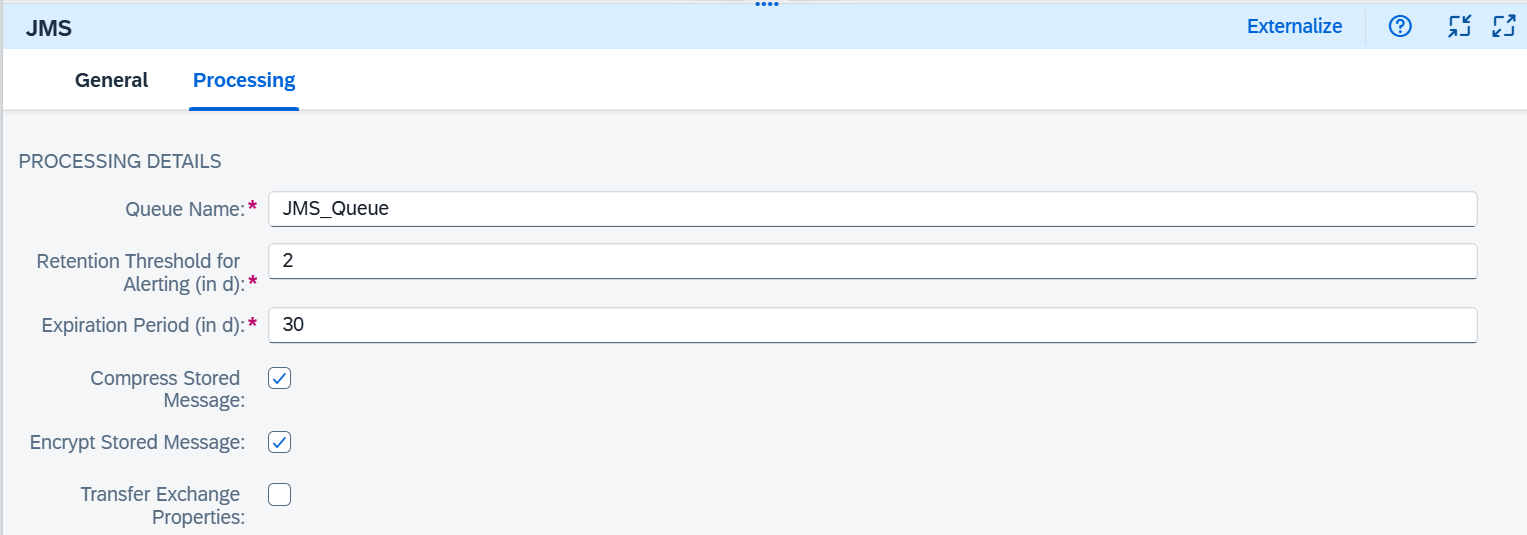 JMS
Externalize
General
Processing
PROCESSING DETAILS
Queue Name:*
JMS_Queue
Retention Threshold for
Alerting (in d):*
2
Expiration Period (in d):*
30
Compress Stored
Message:
Encrypt Stored Message:
Transfer Exchange
Properties: